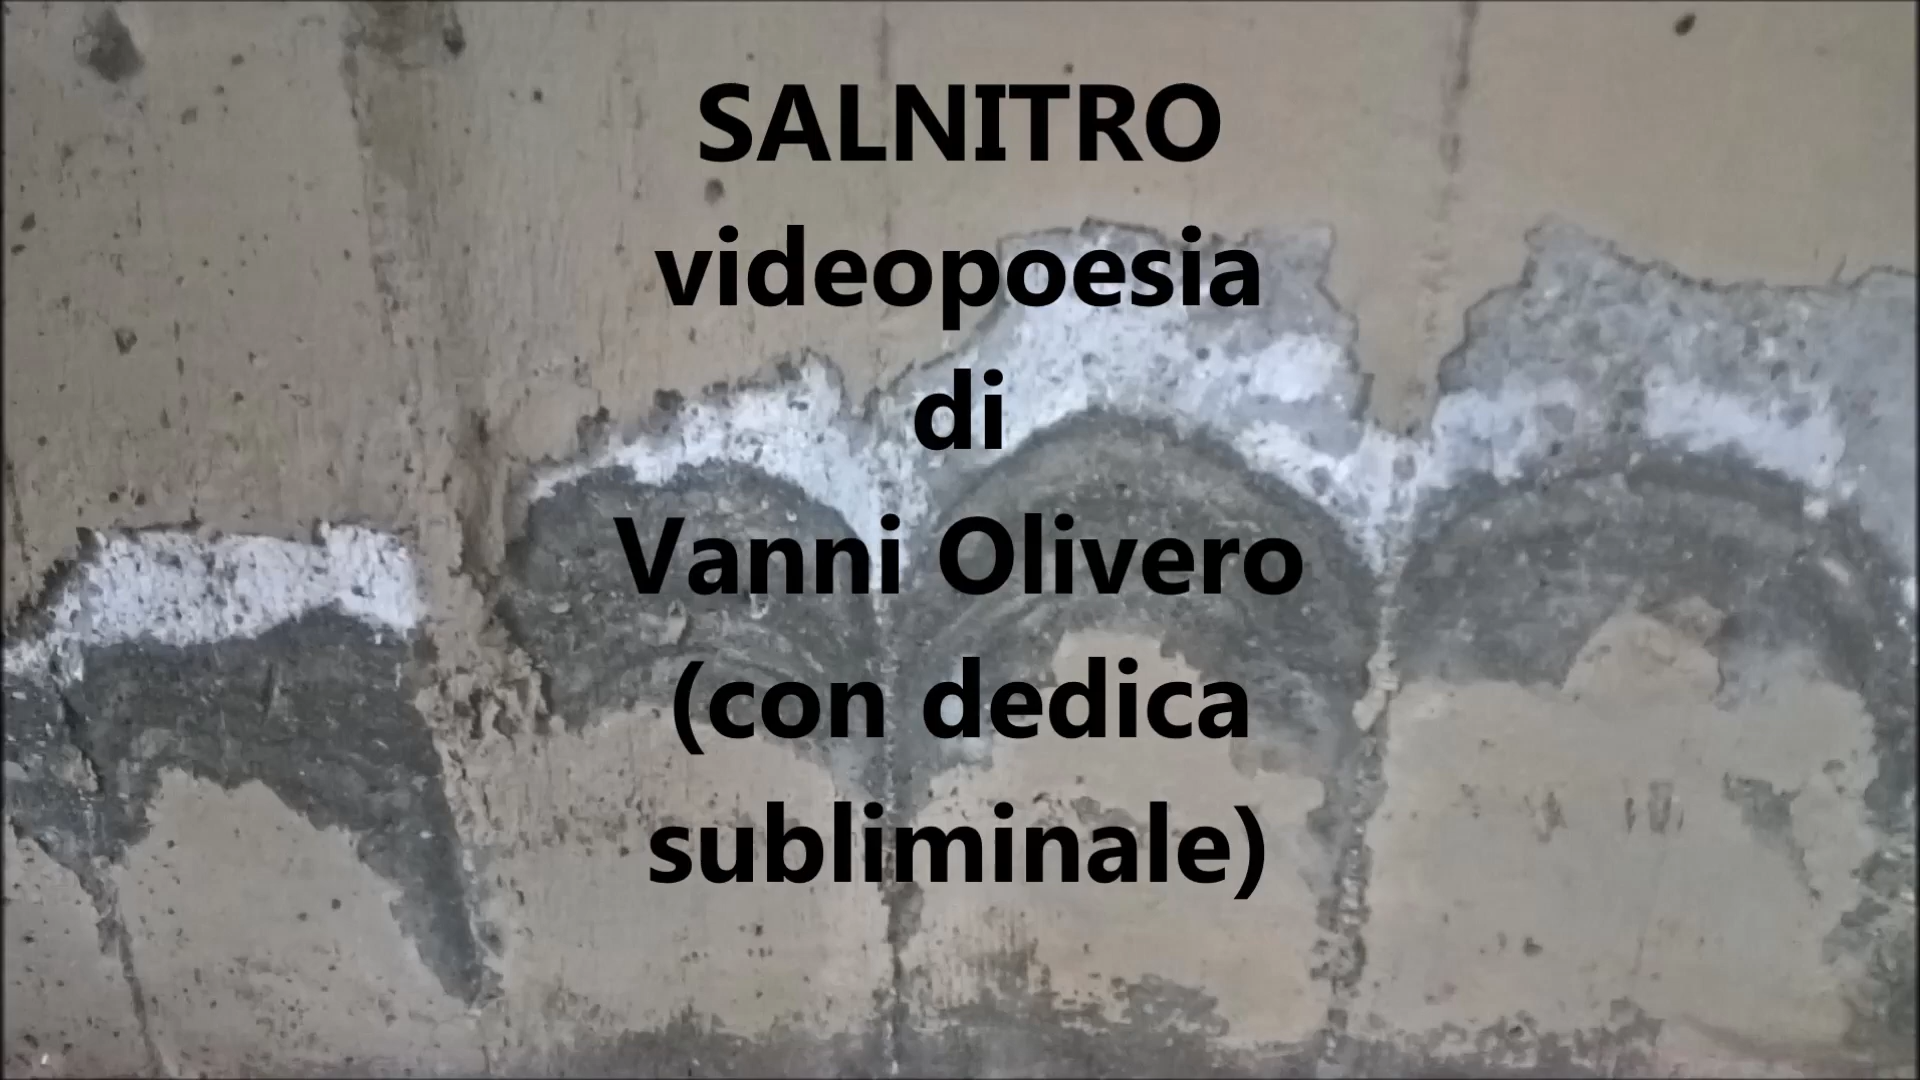 SALNITRO
videopoesia
di
Vanni Olivero
(con dedica
subliminale)